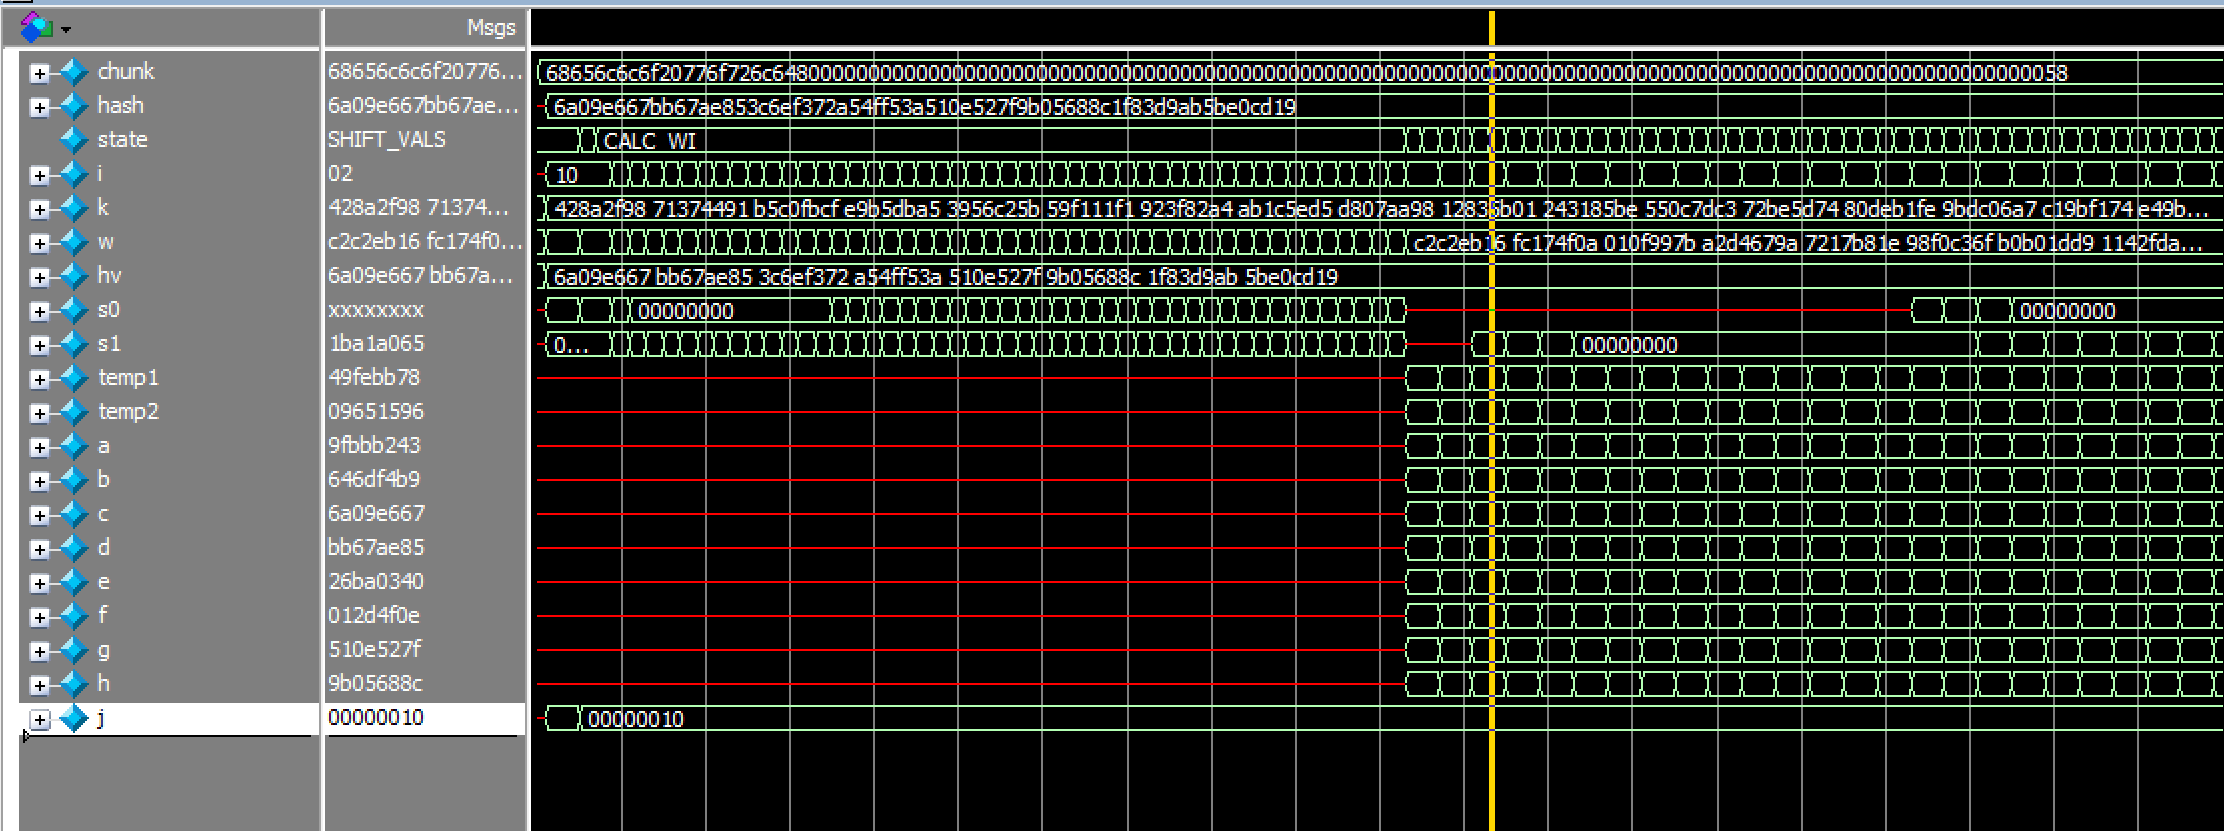 Msgs
chunk 68656c6c6f20776... 68656c6c6f20776f726c648000000000000000000000000000000000000000000000000000000000000000000000000000000000000000000000000000000058
hash 6a09e667bb67ae... 6a09e667bb67ae853c6ef372a54ff53a510e527f9b05688c1f83d9ab5be0cd19
state SHIFT_VALS CALC_WI
i 02 10
k 428a2f98 71374... 428a2f98 71374491 b5c0fbcf e9b5dba5 3956c25b 59f111f1 923f82a4 ab1c5ed5 d807aa98 12835b01 243185be 550c7dc3 72be5d74 80deb1fe 9bdc06a7 c19bf174 e49b...
w c2c2eb16 fc174f0... c2c2eb16 fc174f0a 010f997b a2d4679a 7217b81e 98f0c36f b0b01dd9 1142fda...
hv 6a09e667 bb67a... 6a09e667 bb67ae85 3c6ef372 a54ff53a 510e527f 9b05688c 1f83d9ab 5be0cd19
s0 xxxxxxxx 00000000 00000000
s1 1ba1a065 0... 00000000
temp1 49febb78
temp2 09651596
a 9fbbb243
b 646df4b9
c 6a09e667
d bb67ae85
e 26ba0340
f 012d4f0e
g 510e527f
h 9b05688c
j 00000010 00000010